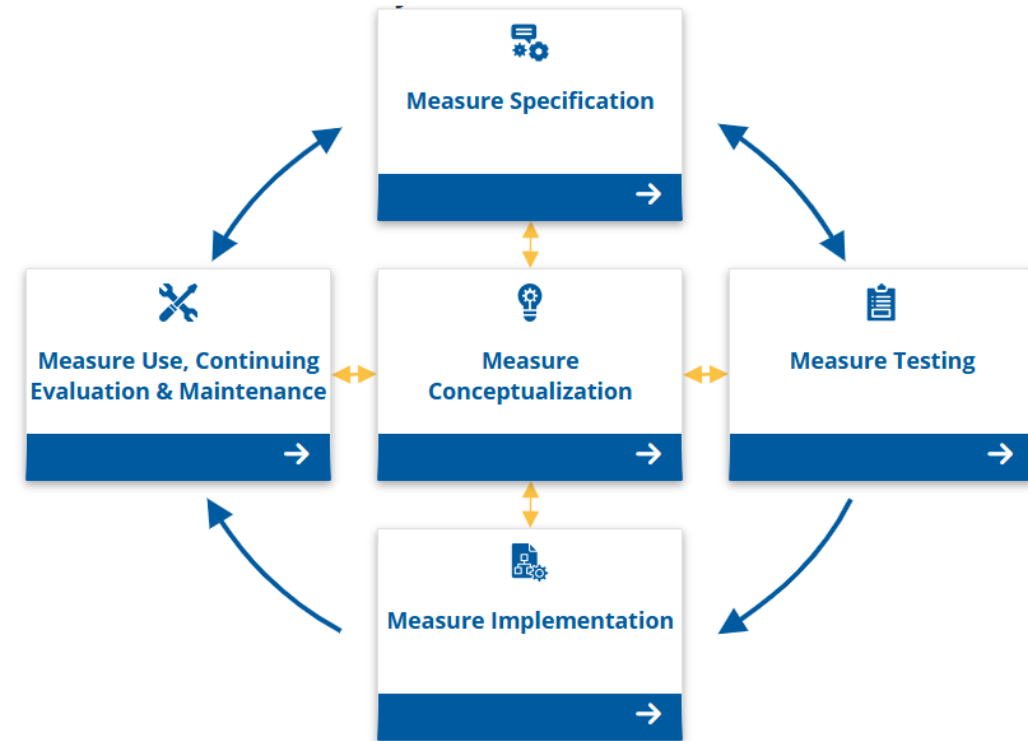 Measure Specification
Measure Use, Continuing
Evaluation & Maintenance
Measure
Conceptualization
Measure Testing
Measure Implementation